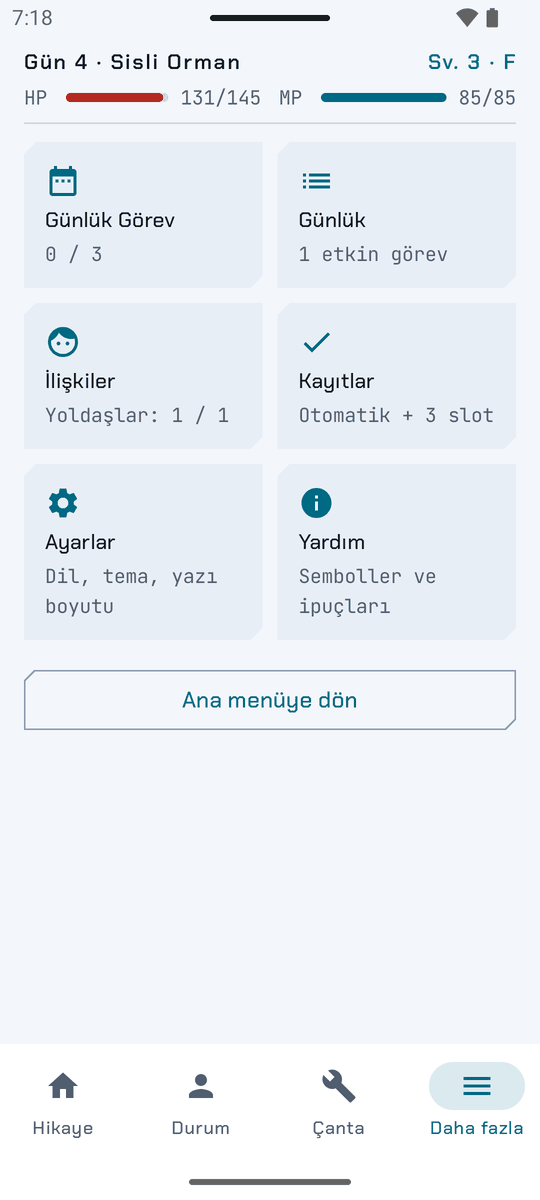 7:18
Gün 4 · Sisli Orman
Sv. 3 · F
HP 131/145 MP 85/85
Günlük Görev
0 / 3
Günlük
1 etkin görev
İlişkiler
Yoldaşlar: 1 / 1
Kayıtlar
Otomatik + 3 slot
Ayarlar
Dil, tema, yazı
boyutu
Yardım
Semboller ve
ipuçları
Ana menüye dön
Hikaye
Durum
Çanta
Daha fazla